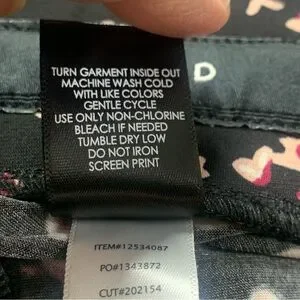 TURN GARMENT INSIDE OUT
MACHINE WASH COLD
WITH LIKE COLORS
GENTLE CYCLE
USE ONLY NON-CHLORINE
BLEACH IF NEEDED
TUMBLE DRY LOW
DO NOT IRON
SCREEN PRINT
D
ITEM#12534087
PO#1343872
CUT#202154